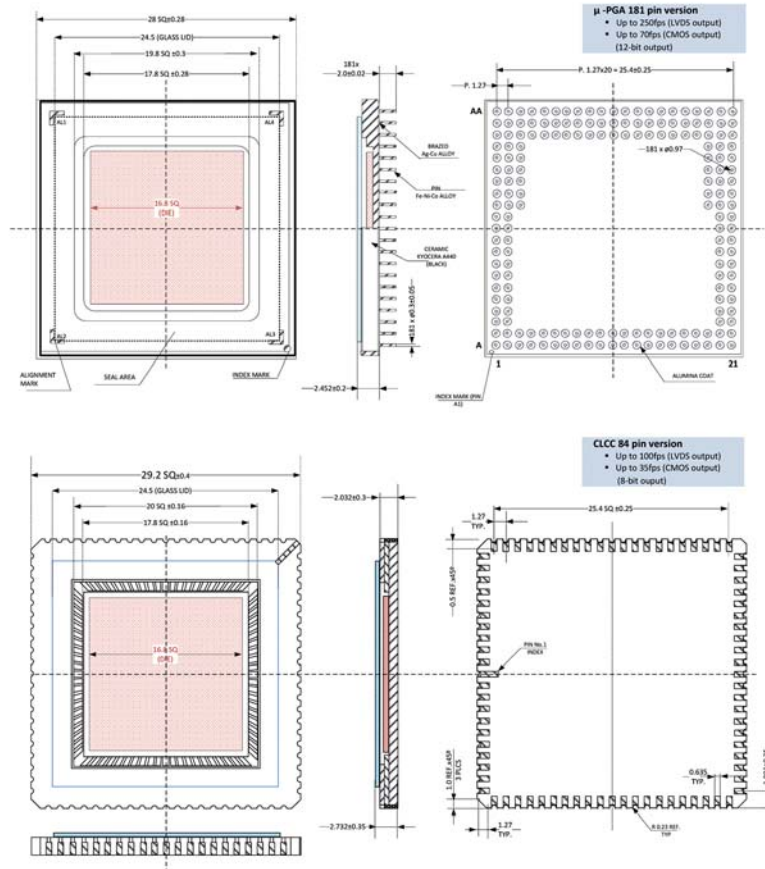 μ -PGA 181 pin version
• Up to 250fps (LVDS output)
• Up to 70fps (CMOS output)
(12-bit output)
28 SQ±0.28
24.5 (GLASS LID)
19.8 SQ ±0.3
17.8 SQ±0.28
181x
2.0±0.02
P. 1.27x20 = 25.4±0.25
P. 1.27
AL1
AL4
AA
BRAZED
Ag-Cu ALLOY
181 x ø0.97
PIN
Fe-Ni-Co ALLOY
16.8 SQ
(DIE)
CERAMIC
KYOCERA A440
(BLACK)
181 x ø0.3±0.05
AL2
AL3
A
1
21
ALIGNMENT
MARK
SEAL AREA
INDEX MARK
2.452±0.2
INDEX MARK (PIN.
A1)
ALUMINA COAT
CLCC 84 pin version
• Up to 100fps (LVDS output)
• Up to 35fps (CMOS output)
(8-bit ouput)
29.2 SQ±0.4
24.5 (GLASS LID)
20 SQ ±0.16
17.8 SQ ±0.16
2.032±0.3
25.4 SQ ±0.25
1.27
TYP.
0.5 REF.x45º
PIN No.1
INDEX
16.8 SQ
(DIE)
1.0 REF.x45º
3 PLCS
0.635
TYP.
2.732±0.35
1.27
TYP.
R 0.23 REF.
TYP